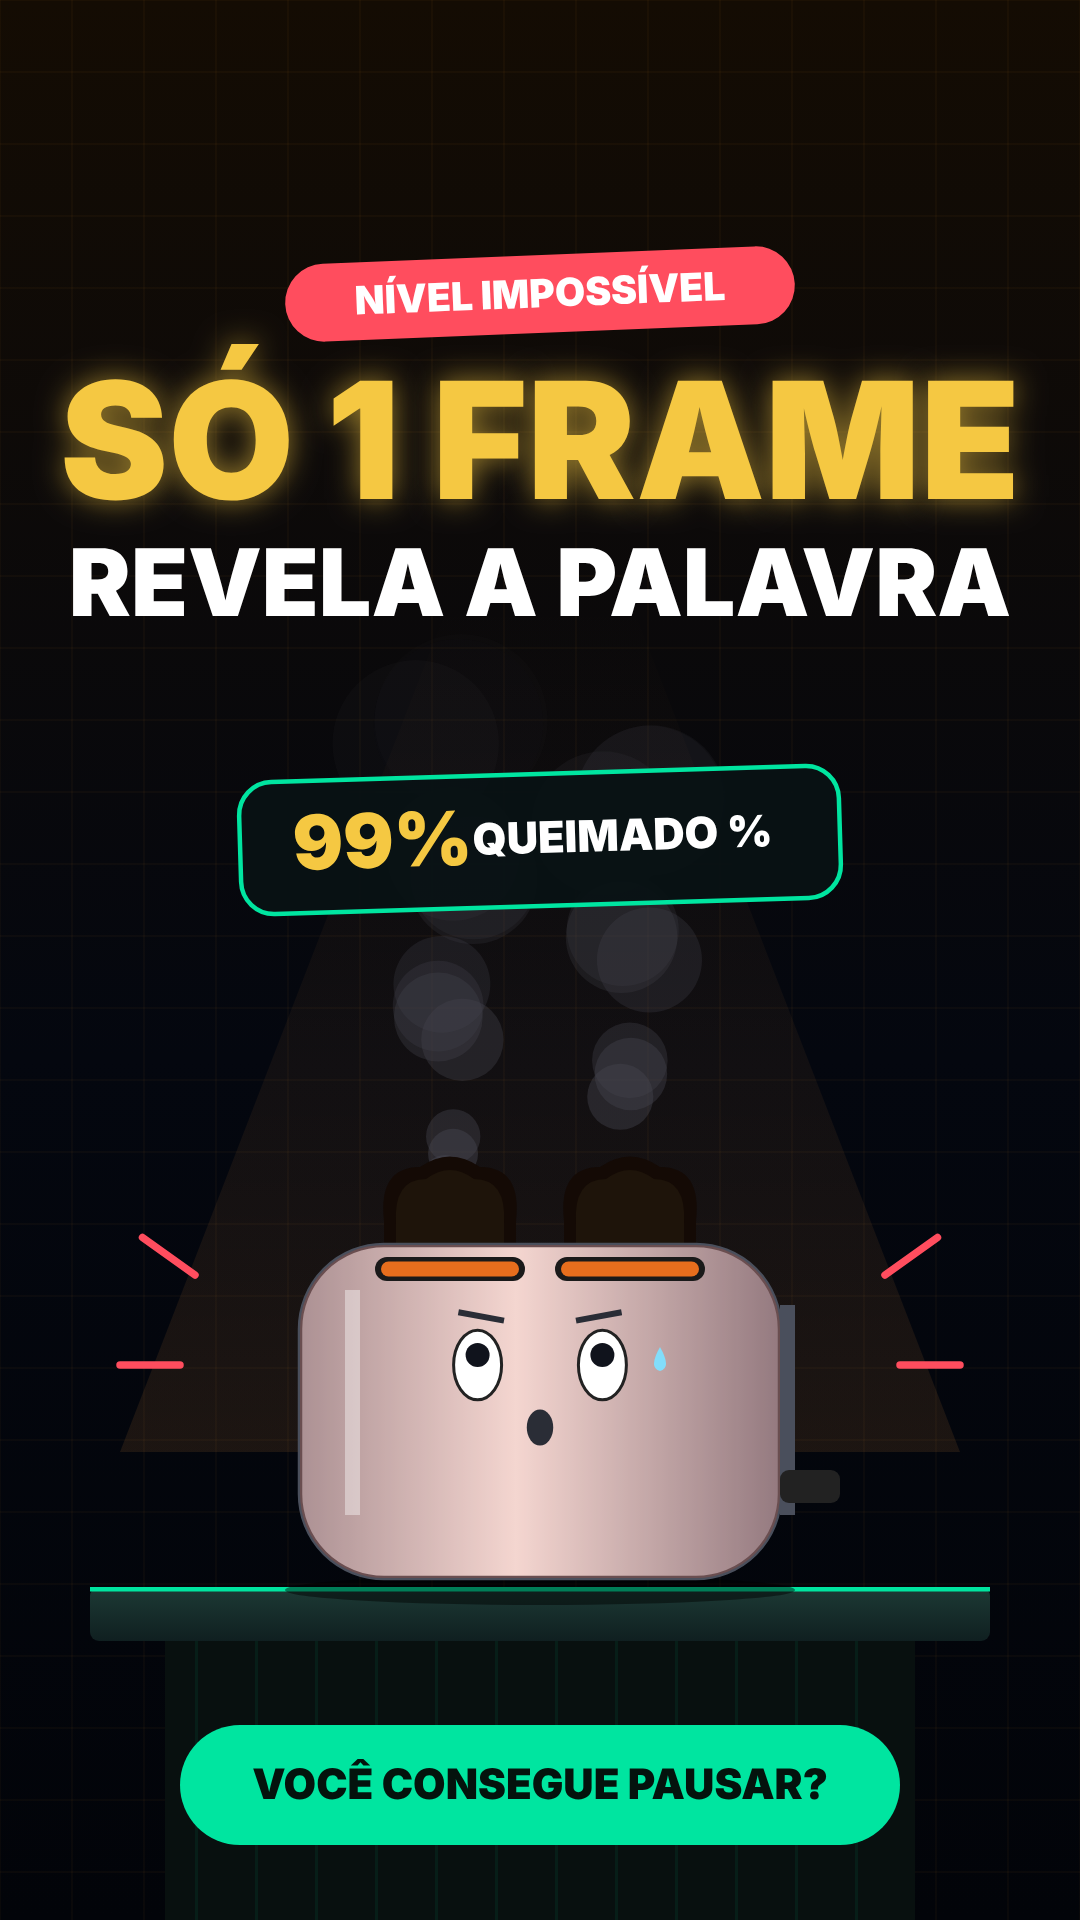 NÍVEL IMPOSSÍVEL
SÓ 1 FRAME
REVELA A PALAVRA
99% QUEIMADO %
VOCÊ CONSEGUE PAUSAR?